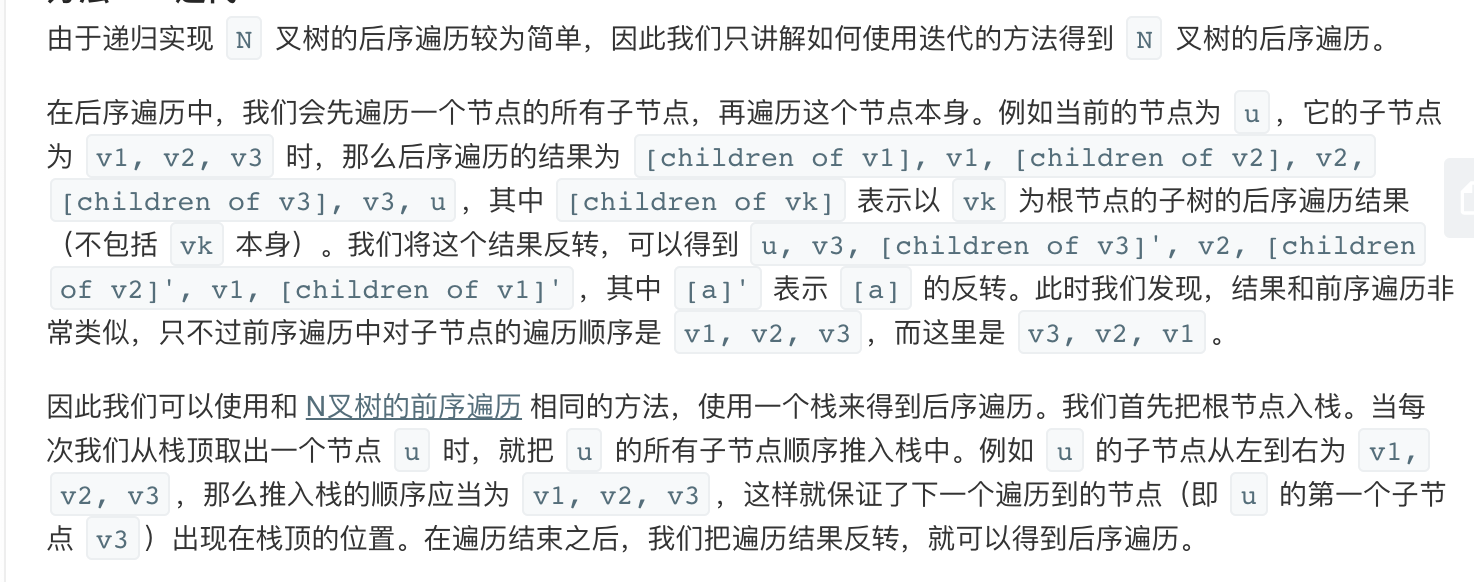 由于递归实现 N 叉树的后序遍历较为简单，因此我们只讲解如何使用迭代的方法得到 N 叉树的后序遍历。
在后序遍历中，我们会先遍历一个节点的所有子节点，再遍历这个节点本身。例如当前的节点为 u，它的子节点
为 v1, v2, v3 时，那么后序遍历的结果为 [children of v1], v1, [children of v2], v2,
[children of v3], v3, u，其中 [children of vk] 表示以 vk 为根节点的子树的后序遍历结果
（不包括 vk 本身）。我们将这个结果反转，可以得到 u, v3, [children of v3]', v2, [children
of v2]', v1, [children of v1]'，其中 [a]' 表示 [a] 的反转。此时我们发现，结果和前序遍历非
常类似，只不过前序遍历中对子节点的遍历顺序是 v1, v2, v3，而这里是 v3, v2, v1。
因此我们可以使用和 N叉树的前序遍历 相同的方法，使用一个栈来得到后序遍历。我们首先把根节点入栈。当每
次我们从栈顶取出一个节点 u 时，就把 u 的所有子节点顺序推入栈中。例如 u 的子节点从左到右为 v1,
v2, v3，那么推入栈的顺序应当为 v1, v2, v3，这样就保证了下一个遍历到的节点（即 u 的第一个子节
点 v3）出现在栈顶的位置。在遍历结束之后，我们把遍历结果反转，就可以得到后序遍历。